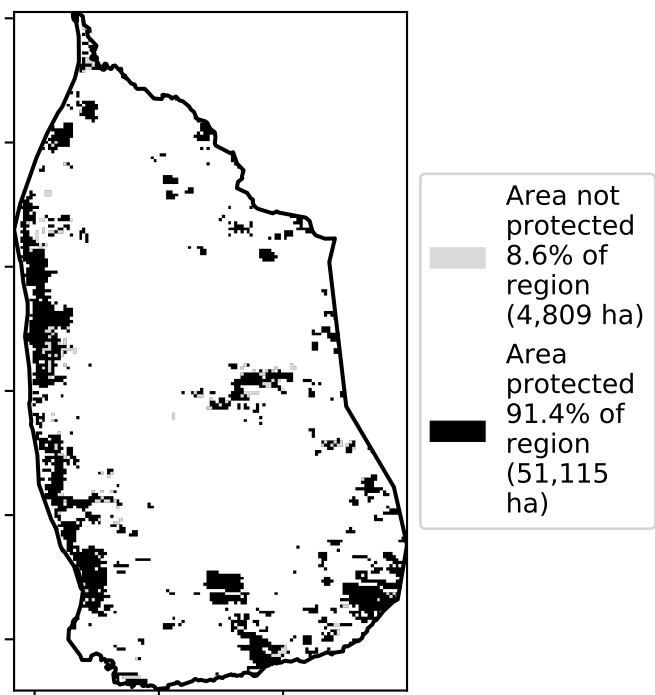 Area not
protected
8.6% of
region
(4,809 ha)
Area
protected
91.4% of
region
(51,115
ha)